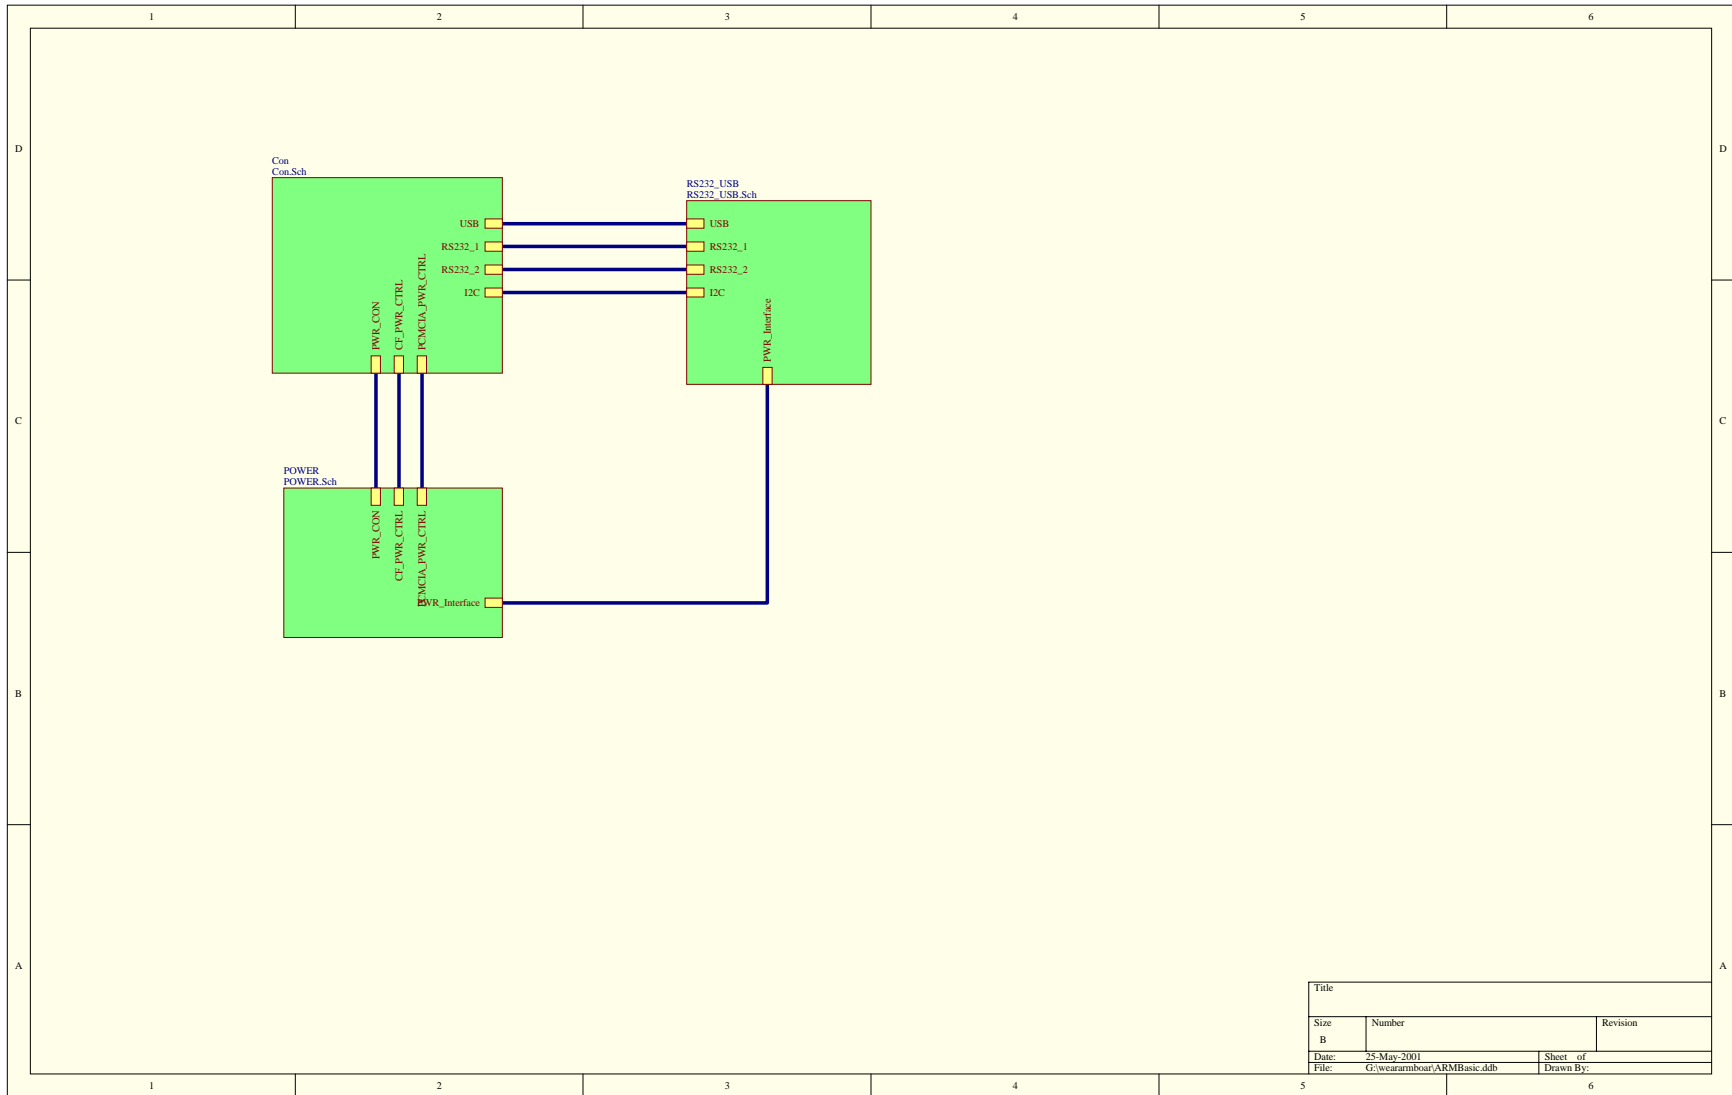 1 2 3 4 5 6
D D
Con
Con.Sch
RS232_USB
RS232_USB.Sch
USB USB
RS232_1 RS232_1
RS232_2 RS232_2
I2C I2C
PWR_CON
CF_PWR_CTRL
PCMCIA_PWR_CTRL
PWR_Interface
C C
POWER
POWER.Sch
PWR_CON
CF_PWR_CTRL
PCMCIA_PWR_CTRL
PWR_Interface
B B
A A
Title
Size Number Revision
B
Date: 25-May-2001 Sheet of
File: G:\weararmboar\ARMBasic.ddb Drawn By:
1 2 3 4 5 6